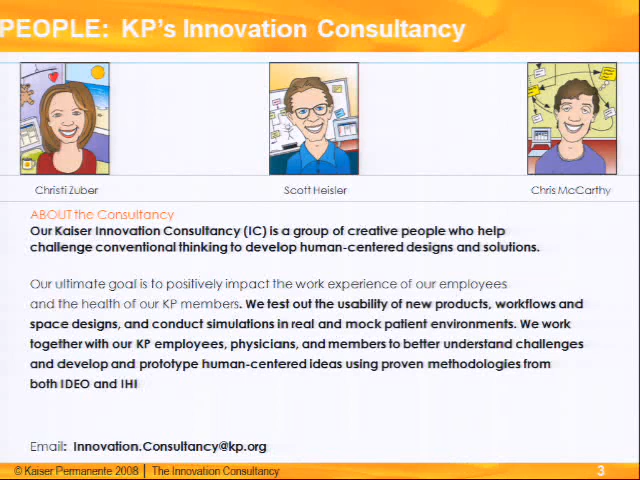 PEOPLE: KP's Innovation Consultancy
Christi Zuber
Scott Heisler
Chris McCarthy
ABOUT the Consultancy
Our Kaiser Innovation Consultancy (IC) is a group of creative people who help
challenge conventional thinking to develop human-centered designs and solutions.
Our ultimate goal is to positively impact the work experience of our employees
and the health of our KP members. We test out the usability of new products, workflows and
space designs, and conduct simulations in real and mock patient environments. We work
together with our KP employees, physicians, and members to better understand challenges
and develop and prototype human-centered ideas using proven methodologies from
both IDEO and IHI
Email: Innovation.Consultancy@kp.org
© Kaiser Permanente 2008 | The Innovation Consultancy
3